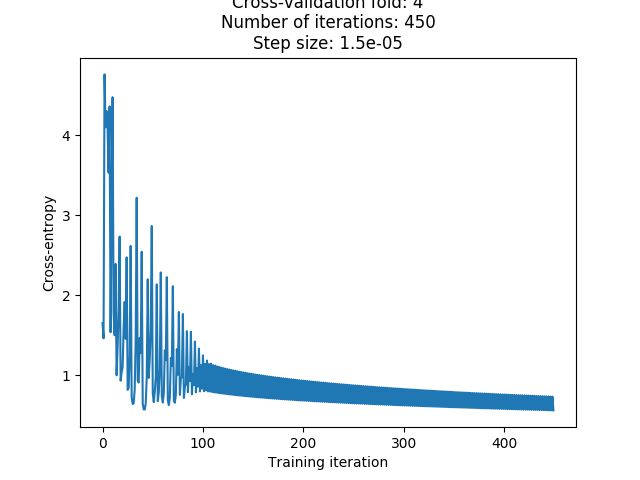 Cross-validation fold: 4
Number of iterations: 450
Step size: 1.5e-05
4
3
2
1
Cross-entropy
0 100 200 300 400
Training iteration